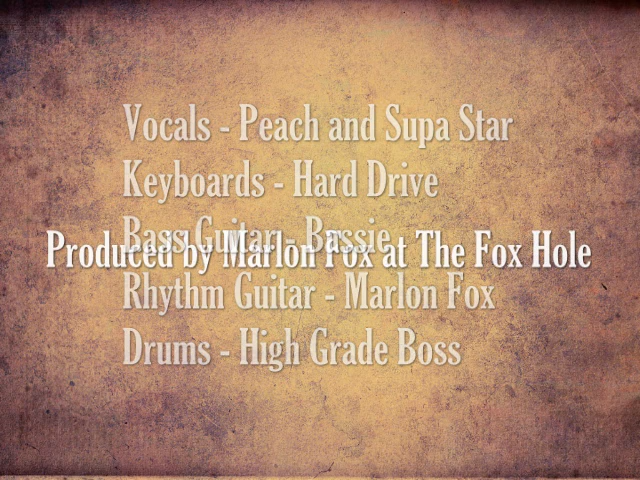 Vocals - Peach and Supa Star
Keyboards - Hard Drive
Bass Guitar - Bassie
Produced by Marlon Fox at The Fox Hole
Rhythm Guitar - Marlon Fox
Drums - High Grade Boss